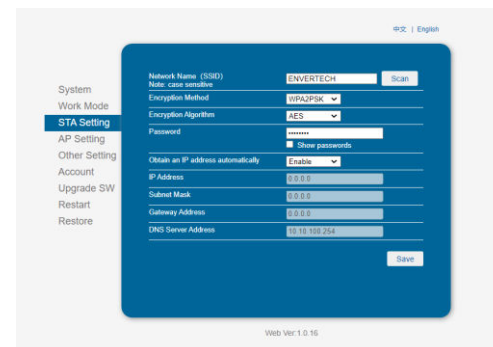 中文 | English
System
Work Mode
STA Setting
AP Setting
Other Setting
Account
Upgrade SW
Restart
Restore
Network Name (SSID)
Note: case sensitive
ENVERTECH Scan
Encryption Method WPA2PSK
Encryption Algorithm AES
Password ••••••••
Show passwords
Obtain an IP address automatically Enable
IP Address 0.0.0.0
Subnet Mask 0.0.0.0
Gateway Address 0.0.0.0
DNS Server Address 10.10.100.254
Save
Web Ver:1.0.16